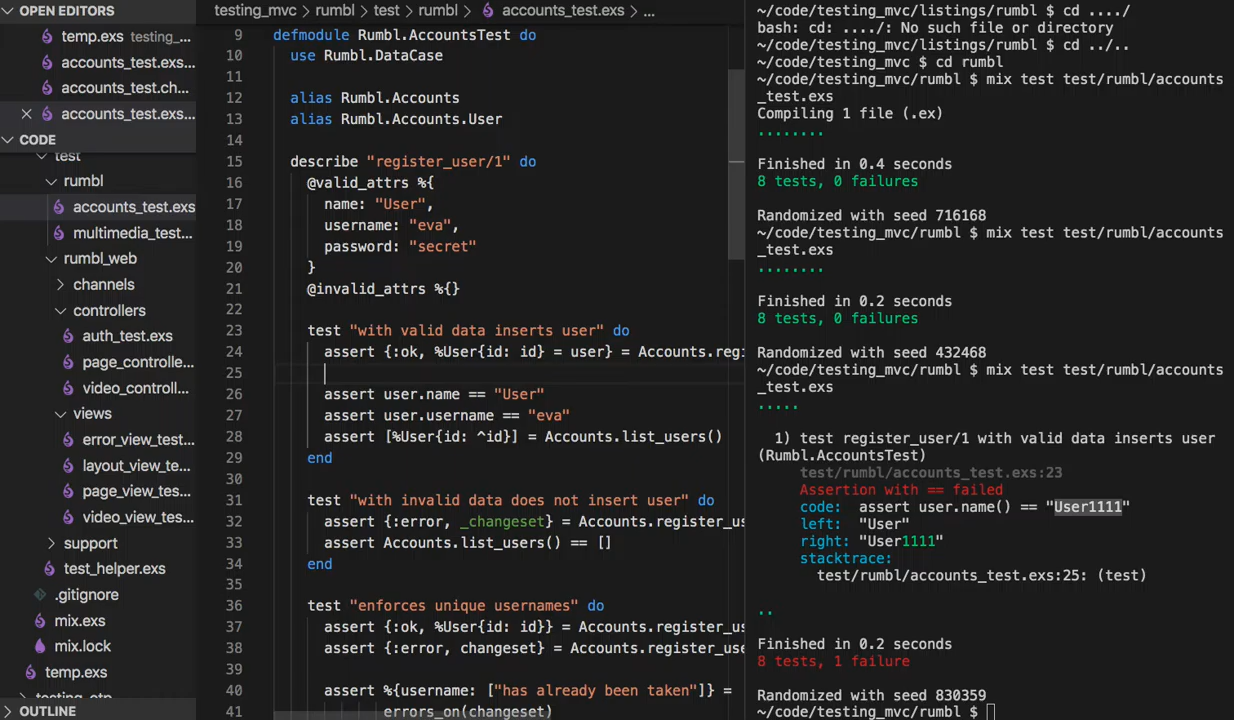 OPEN EDITORS
temp.exs testing_...
accounts_test.exs...
accounts_test.ch...
accounts_test.exs...
CODE
test
rumbl
accounts_test.exs
multimedia_test...
rumbl_web
channels
controllers
auth_test.exs
page_controlle...
video_controll...
views
error_view_test...
layout_view_te...
page_view_tes...
video_view_tes...
support
test_helper.exs
.gitignore
mix.exs
mix.lock
temp.exs
testing_otp
OUTLINE
testing_mvc > rumbl > test > rumbl > accounts_test.exs > ...
9 defmodule Rumbl.AccountsTest do
10 use Rumbl.DataCase
11
12 alias Rumbl.Accounts
13 alias Rumbl.Accounts.User
14
15 describe "register_user/1" do
16 @valid_attrs %{
17 name: "User",
18 username: "eva",
19 password: "secret"
20 }
21 @invalid_attrs %{}
22
23 test "with valid data inserts user" do
24 assert {:ok, %User{id: id} = user} = Accounts.reg
25
26 assert user.name == "User"
27 assert user.username == "eva"
28 assert [%User{id: ^id}] = Accounts.list_users()
29 end
30
31 test "with invalid data does not insert user" do
32 assert {:error, _changeset} = Accounts.register_u
33 assert Accounts.list_users() == []
34 end
35
36 test "enforces unique usernames" do
37 assert {:ok, %User{id: id}} = Accounts.register_us
38 assert {:error, changeset} = Accounts.register_use
39
40 assert %{username: ["has already been taken"]} =
41 errors_on(changeset)
~/code/testing_mvc/listings/rumbl $ cd ..../
bash: cd: ..../: No such file or directory
~/code/testing_mvc/listings/rumbl $ cd ../..
~/code/testing_mvc $ cd rumbl
~/code/testing_mvc/rumbl $ mix test test/rumbl/accounts
_test.exs
Compiling 1 file (.ex)
........
Finished in 0.4 seconds
8 tests, 0 failures
Randomized with seed 716168
~/code/testing_mvc/rumbl $ mix test test/rumbl/accounts
_test.exs
........
Finished in 0.2 seconds
8 tests, 0 failures
Randomized with seed 432468
~/code/testing_mvc/rumbl $ mix test test/rumbl/accounts
_test.exs
.....
1) test register_user/1 with valid data inserts user
(Rumbl.AccountsTest)
test/rumbl/accounts_test.exs:23
Assertion with == failed
code: assert user.name() == "User1111"
left: "User"
right: "User1111"
stacktrace:
test/rumbl/accounts_test.exs:25: (test)
..
Finished in 0.2 seconds
8 tests, 1 failure
Randomized with seed 830359
~/code/testing_mvc/rumbl $